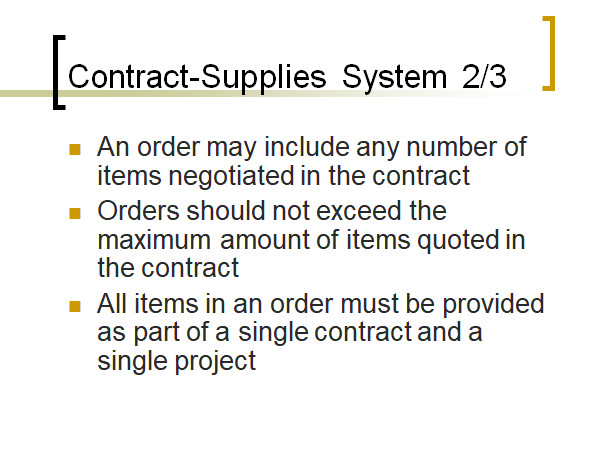 Contract-Supplies System 2/3
An order may include any number of
items negotiated in the contract
Orders should not exceed the
maximum amount of items quoted in
the contract
All items in an order must be provided
as part of a single contract and a
single project